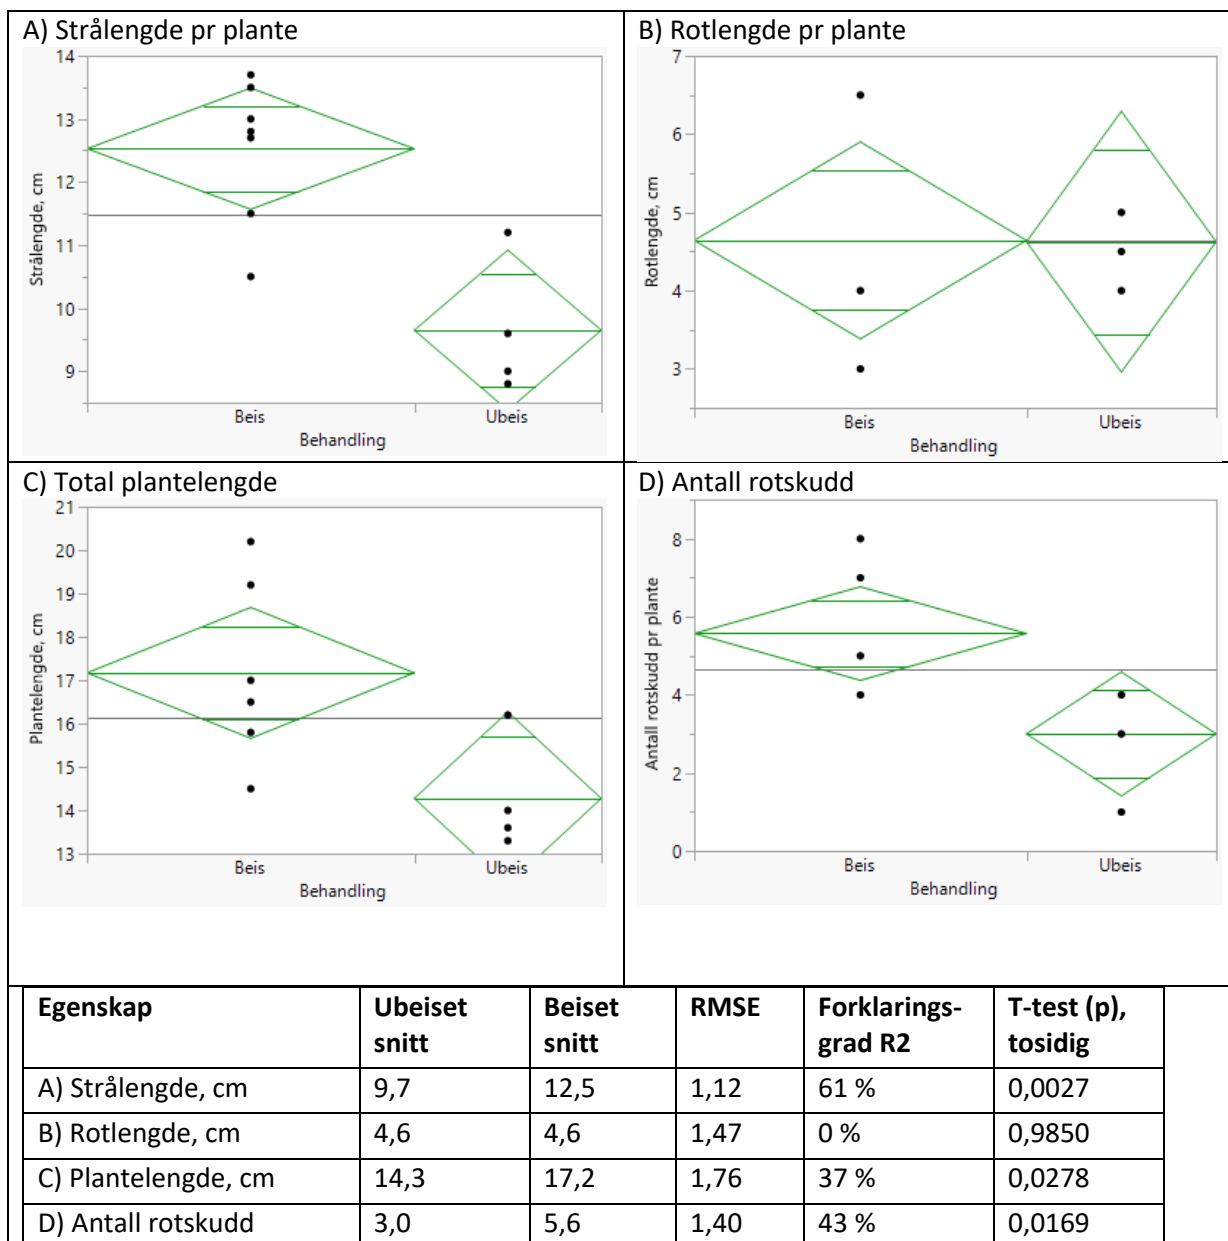 A) Strålengde pr plante
14
13
12
11
10
9
Strålengde, cm
Beis
Ubeis
Behandling
B) Rotlengde pr plante
7
6
5
4
3
Rotlengde, cm
Beis
Ubeis
Behandling
C) Total plantelengde
21
20
19
18
17
16
15
14
13
Plantelengde, cm
Beis
Ubeis
Behandling
D) Antall rotskudd
8
6
4
2
0
Antall rotskudd pr plante
Beis
Ubeis
Behandling
Egenskap
Ubeiset
snitt
Beiset
snitt
RMSE
Forklarings-
grad R2
T-test (p),
tosidig
A) Strålengde, cm 9,7 12,5 1,12 61 % 0,0027
B) Rotlengde, cm 4,6 4,6 1,47 0 % 0,9850
C) Plantelengde, cm 14,3 17,2 1,76 37 % 0,0278
D) Antall rotskudd 3,0 5,6 1,40 43 % 0,0169